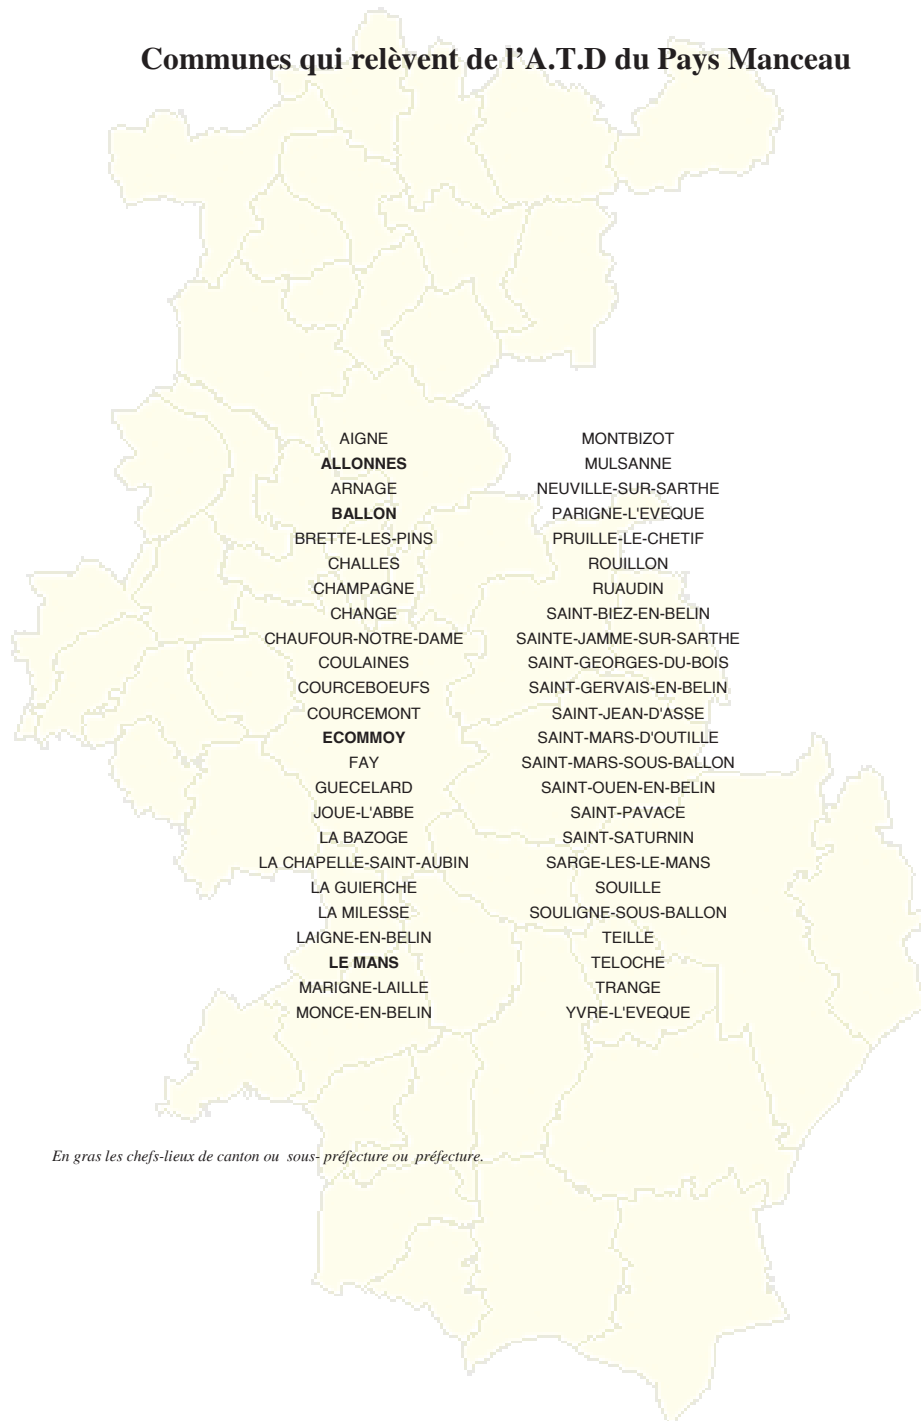 Communes qui relèvent de l'A.T.D du Pays Manceau
AIGNE
ALLONNES
ARNAGE
BALLON
BRETTE-LES-PINS
CHALLES
CHAMPAGNE
CHANGE
CHAUFOUR-NOTRE-DAME
COULAINES
COURCEBOEUFS
COURCEMONT
ECOMMOY
FAY
GUECELARD
JOUE-L'ABBE
LA BAZOGE
LA CHAPELLE-SAINT-AUBIN
LA GUIERCHE
LA MILESSE
LAIGNE-EN-BELIN
LE MANS
MARIGNE-LAILLE
MONCE-EN-BELIN
MONTBIZOT
MULSANNE
NEUVILLE-SUR-SARTHE
PARIGNE-L'EVEQUE
PRUILLE-LE-CHETIF
ROUILLON
RUAUDIN
SAINT-BIEZ-EN-BELIN
SAINTE-JAMME-SUR-SARTHE
SAINT-GEORGES-DU-BOIS
SAINT-GERVAIS-EN-BELIN
SAINT-JEAN-D'ASSE
SAINT-MARS-D'OUTILLE
SAINT-MARS-SOUS-BALLON
SAINT-OUEN-EN-BELIN
SAINT-PAVACE
SAINT-SATURNIN
SARGE-LES-LE-MANS
SOUILLE
SOULIGNE-SOUS-BALLON
TEILLE
TELOCHE
TRANGE
YVRE-L'EVEQUE
En gras les chefs-lieux de canton ou sous- préfecture ou préfecture.